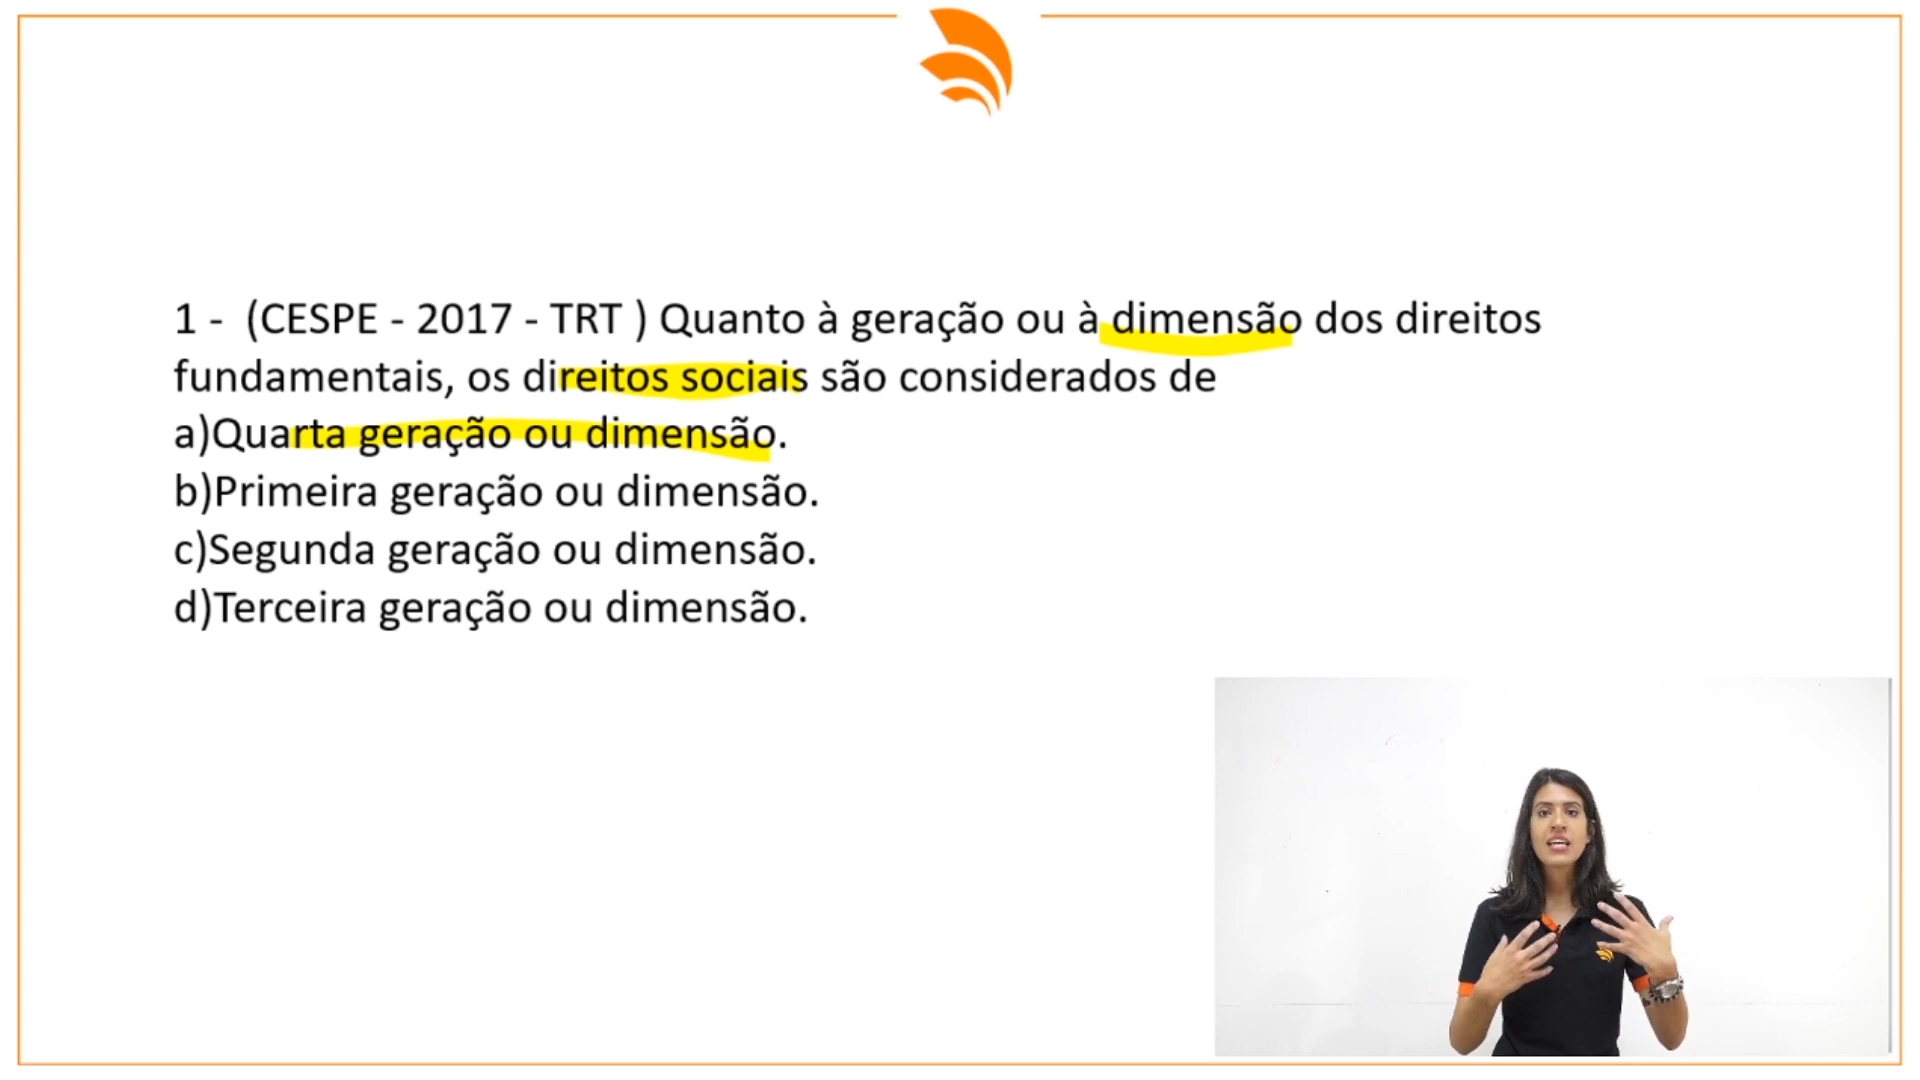 1 -  (CESPE - 2017 - TRT ) Quanto à geração ou à dimensão dos direitos
fundamentais, os direitos sociais são considerados de
a)Quarta geração ou dimensão.
b)Primeira geração ou dimensão.
c)Segunda geração ou dimensão.
d)Terceira geração ou dimensão.